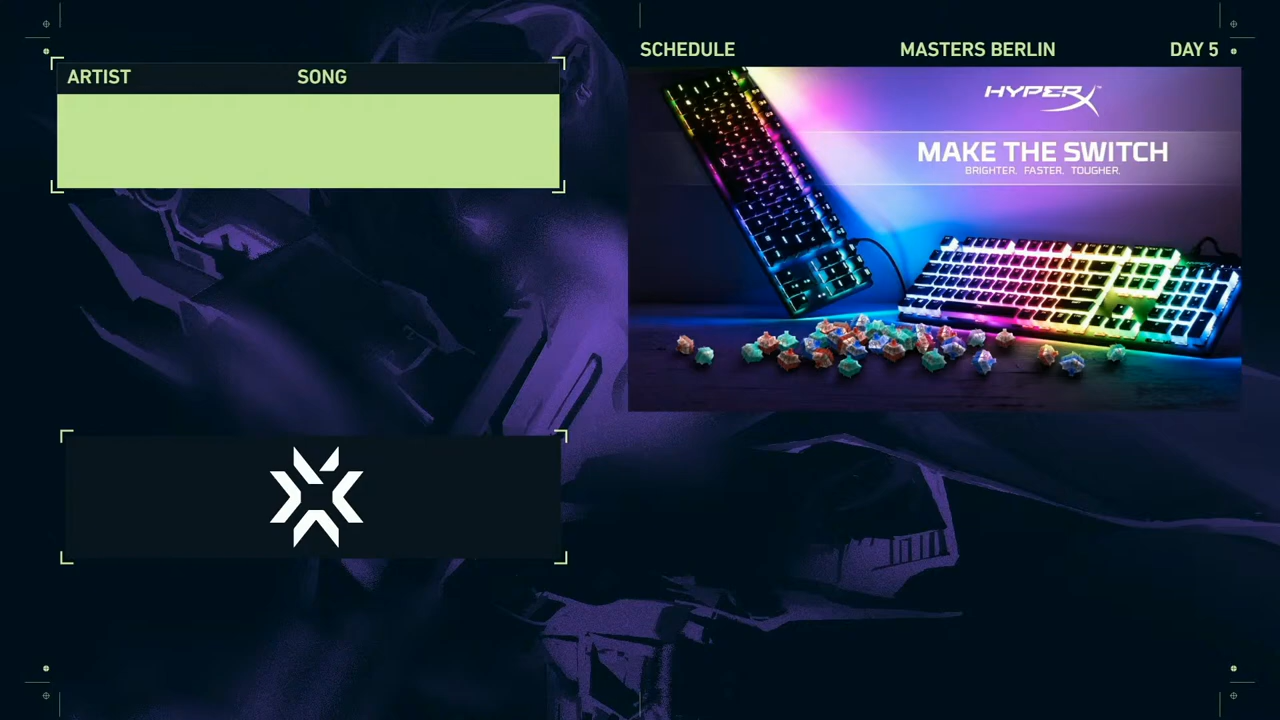 SCHEDULE MASTERS BERLIN DAY 5
ARTIST SONG
HYPERX
MAKE THE SWITCH
BRIGHTER. FASTER. TOUGHER.